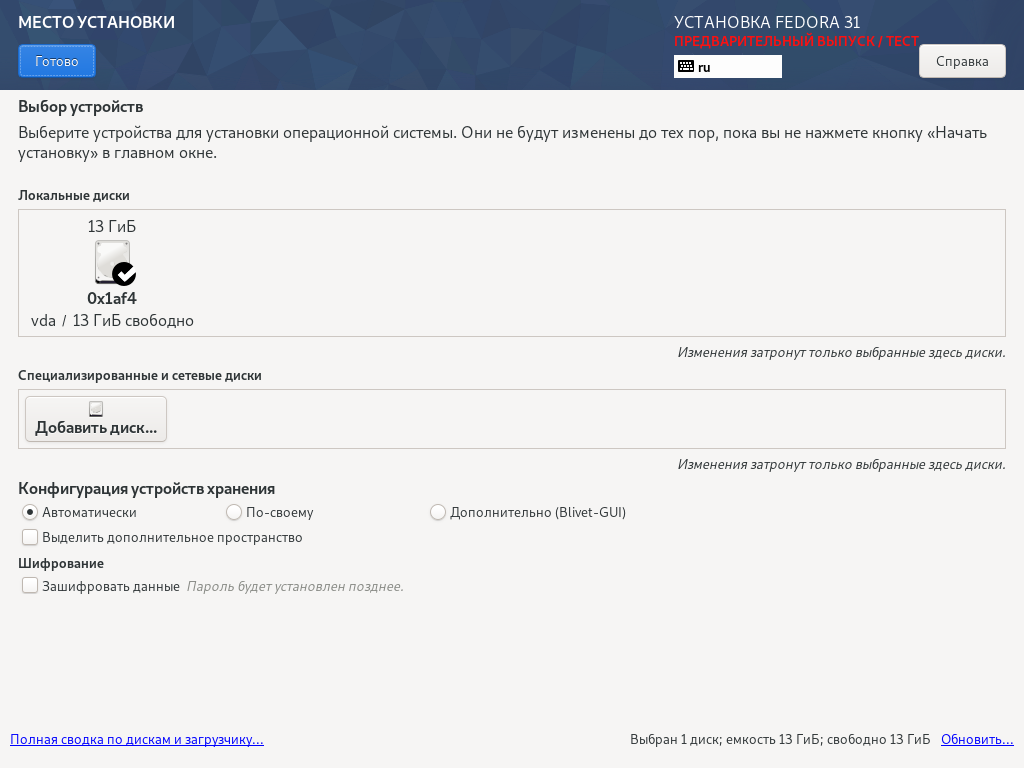 МЕСТО УСТАНОВКИ
УСТАНОВКА FEDORA 31
ПРЕДВАРИТЕЛЬНЫЙ ВЫПУСК / ТЕСТ
Готово
ru
Справка
Выбор устройств
Выберите устройства для установки операционной системы. Они не будут изменены до тех пор, пока вы не нажмете кнопку «Начать
установку» в главном окне.
Локальные диски
13 ГиБ
0x1af4
vda / 13 ГиБ свободно
Изменения затронут только выбранные здесь диски.
Специализированные и сетевые диски
Добавить диск...
Изменения затронут только выбранные здесь диски.
Конфигурация устройств хранения
Автоматически По-своему Дополнительно (Blivet-GUI)
Выделить дополнительное пространство
Шифрование
Зашифровать данные Пароль будет установлен позднее.
Полная сводка по дискам и загрузчику... Выбран 1 диск; емкость 13 ГиБ; свободно 13 ГиБ Обновить...